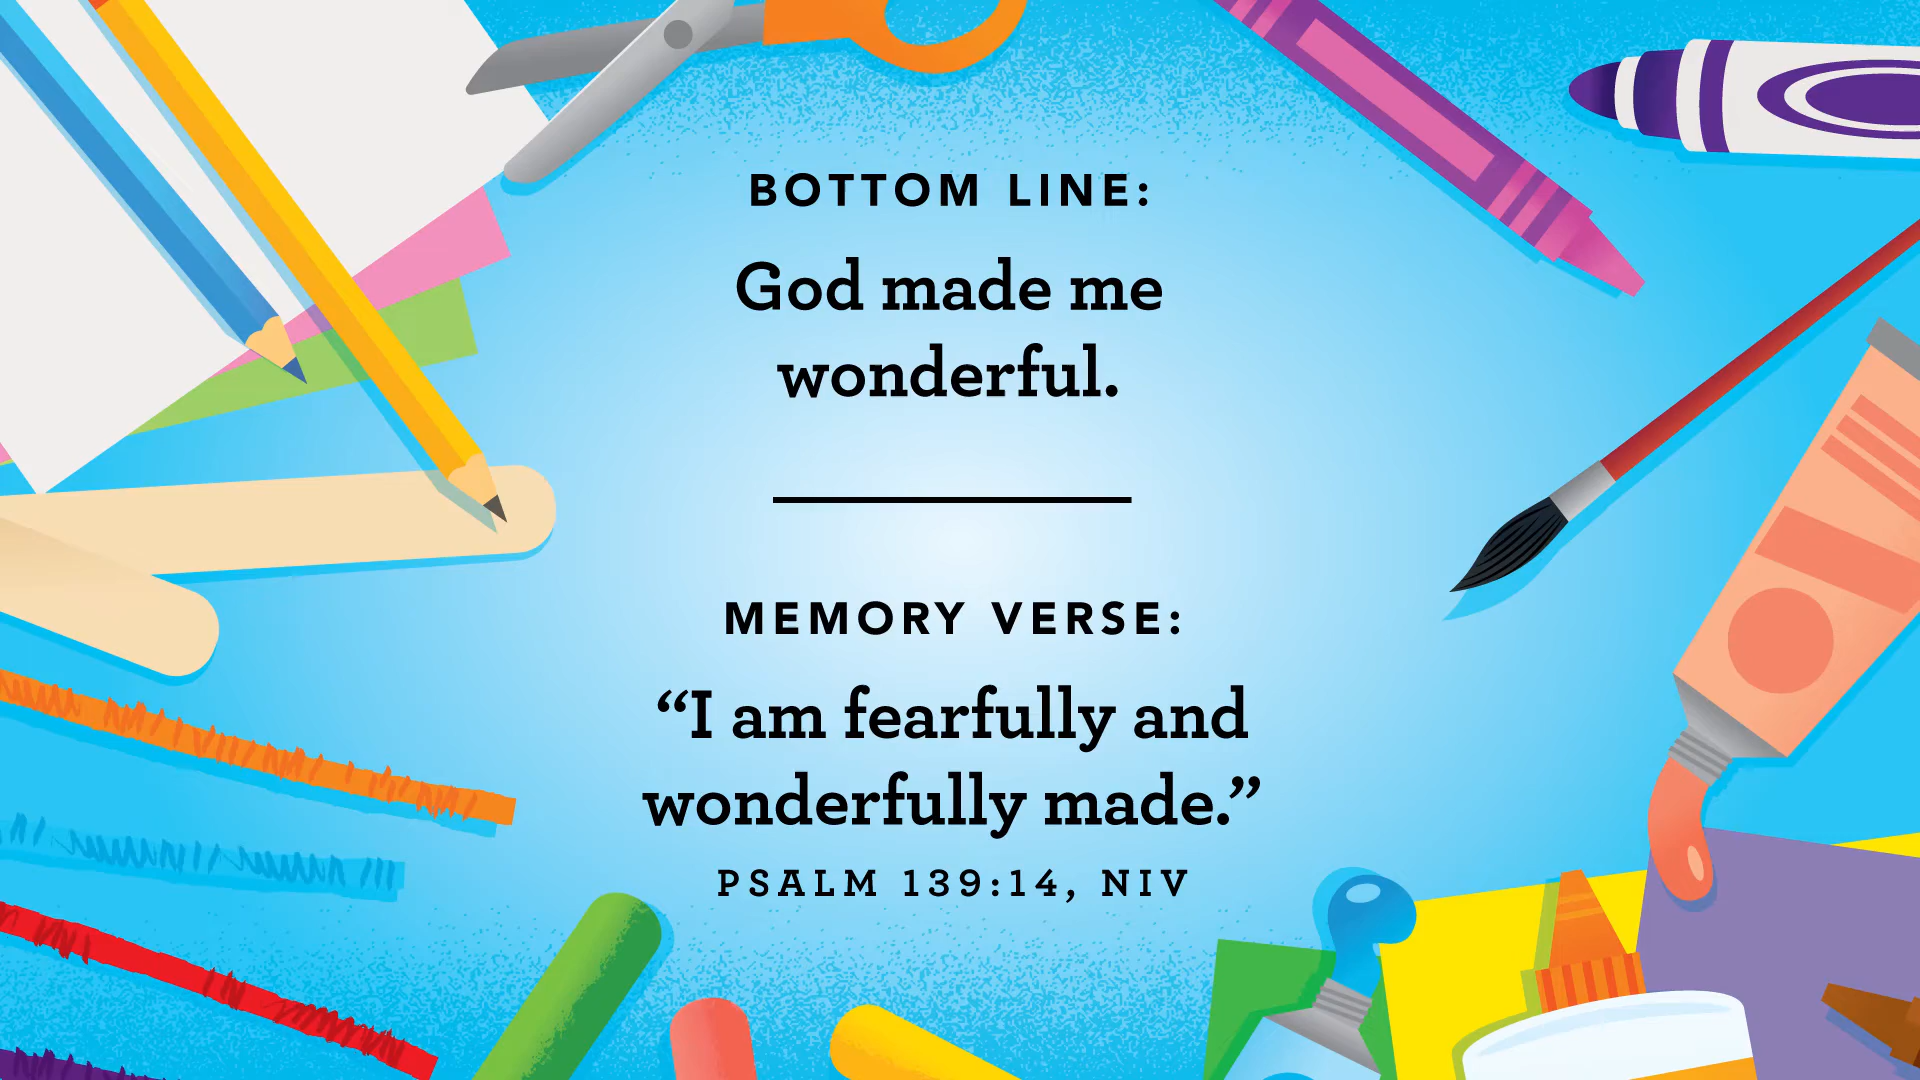 BOTTOM LINE:
God made me
wonderful.
MEMORY VERSE:
“I am fearfully and
wonderfully made.”
PSALM 139:14, NIV